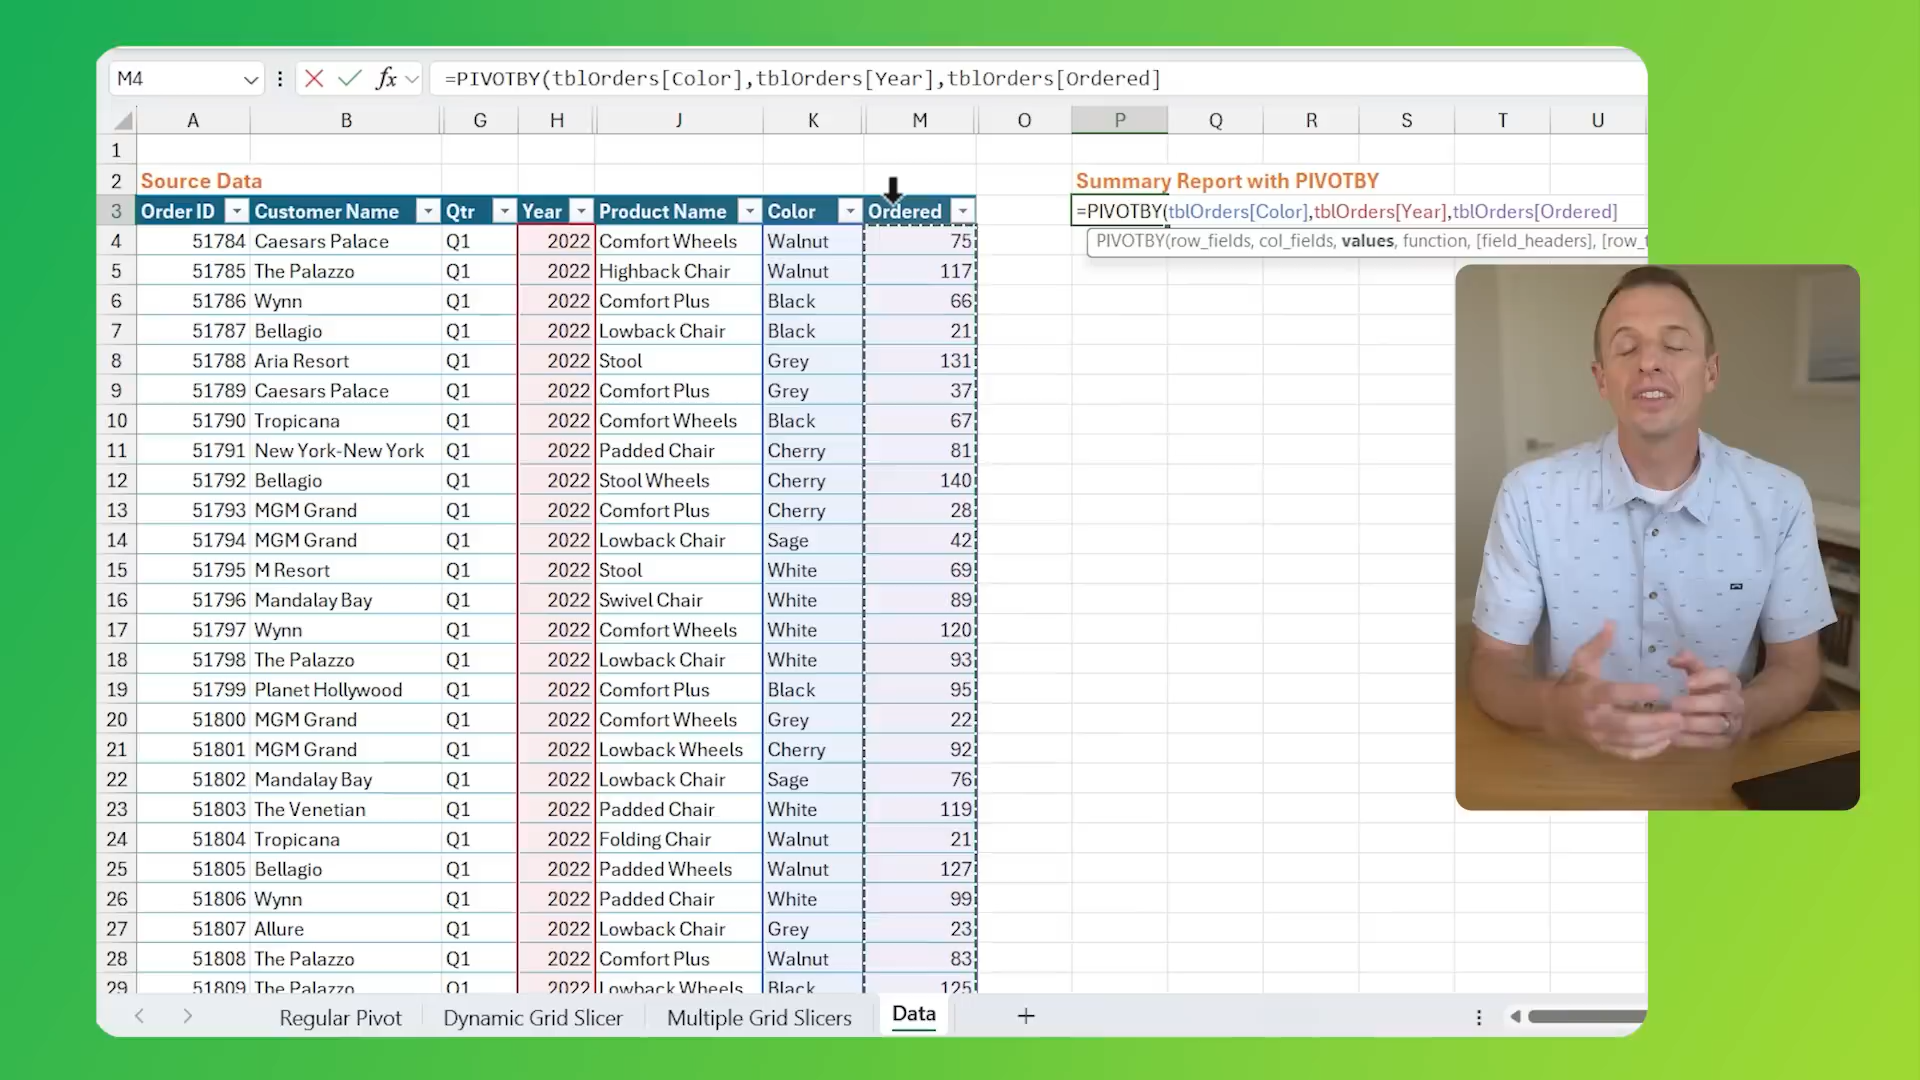 M4 fx =PIVOTBY(tblOrders[Color],tblOrders[Year],tblOrders[Ordered]
A B G H J K M O P Q R S T U
1
2 Source Data Summary Report with PIVOTBY
3 Order ID Customer Name Qtr Year Product Name Color Ordered =PIVOTBY(tblOrders[Color],tblOrders[Year],tblOrders[Ordered]
4 51784 Caesars Palace Q1 2022 Comfort Wheels Walnut 75 PIVOTBY(row_fields, col_fields, values, function, [field_headers], [row_t
5 51785 The Palazzo Q1 2022 Highback Chair Walnut 117
6 51786 Wynn Q1 2022 Comfort Plus Black 66
7 51787 Bellagio Q1 2022 Lowback Chair Black 21
8 51788 Aria Resort Q1 2022 Stool Grey 131
9 51789 Caesars Palace Q1 2022 Comfort Plus Grey 37
10 51790 Tropicana Q1 2022 Comfort Wheels Black 67
11 51791 New York-New York Q1 2022 Padded Chair Cherry 81
12 51792 Bellagio Q1 2022 Stool Wheels Cherry 140
13 51793 MGM Grand Q1 2022 Comfort Plus Cherry 28
14 51794 MGM Grand Q1 2022 Lowback Chair Sage 42
15 51795 M Resort Q1 2022 Stool White 69
16 51796 Mandalay Bay Q1 2022 Swivel Chair White 89
17 51797 Wynn Q1 2022 Comfort Wheels White 120
18 51798 The Palazzo Q1 2022 Lowback Chair White 93
19 51799 Planet Hollywood Q1 2022 Comfort Plus Black 95
20 51800 MGM Grand Q1 2022 Comfort Wheels Grey 22
21 51801 MGM Grand Q1 2022 Lowback Wheels Cherry 92
22 51802 Mandalay Bay Q1 2022 Lowback Chair Sage 76
23 51803 The Venetian Q1 2022 Padded Chair White 119
24 51804 Tropicana Q1 2022 Folding Chair Walnut 21
25 51805 Bellagio Q1 2022 Padded Wheels Walnut 127
26 51806 Wynn Q1 2022 Padded Chair White 99
27 51807 Allure Q1 2022 Lowback Chair Grey 23
28 51808 The Palazzo Q1 2022 Comfort Plus Walnut 83
29 51809 The Palazzo Q1 2022 Lowback Wheels Black 125
Regular Pivot Dynamic Grid Slicer Multiple Grid Slicers Data